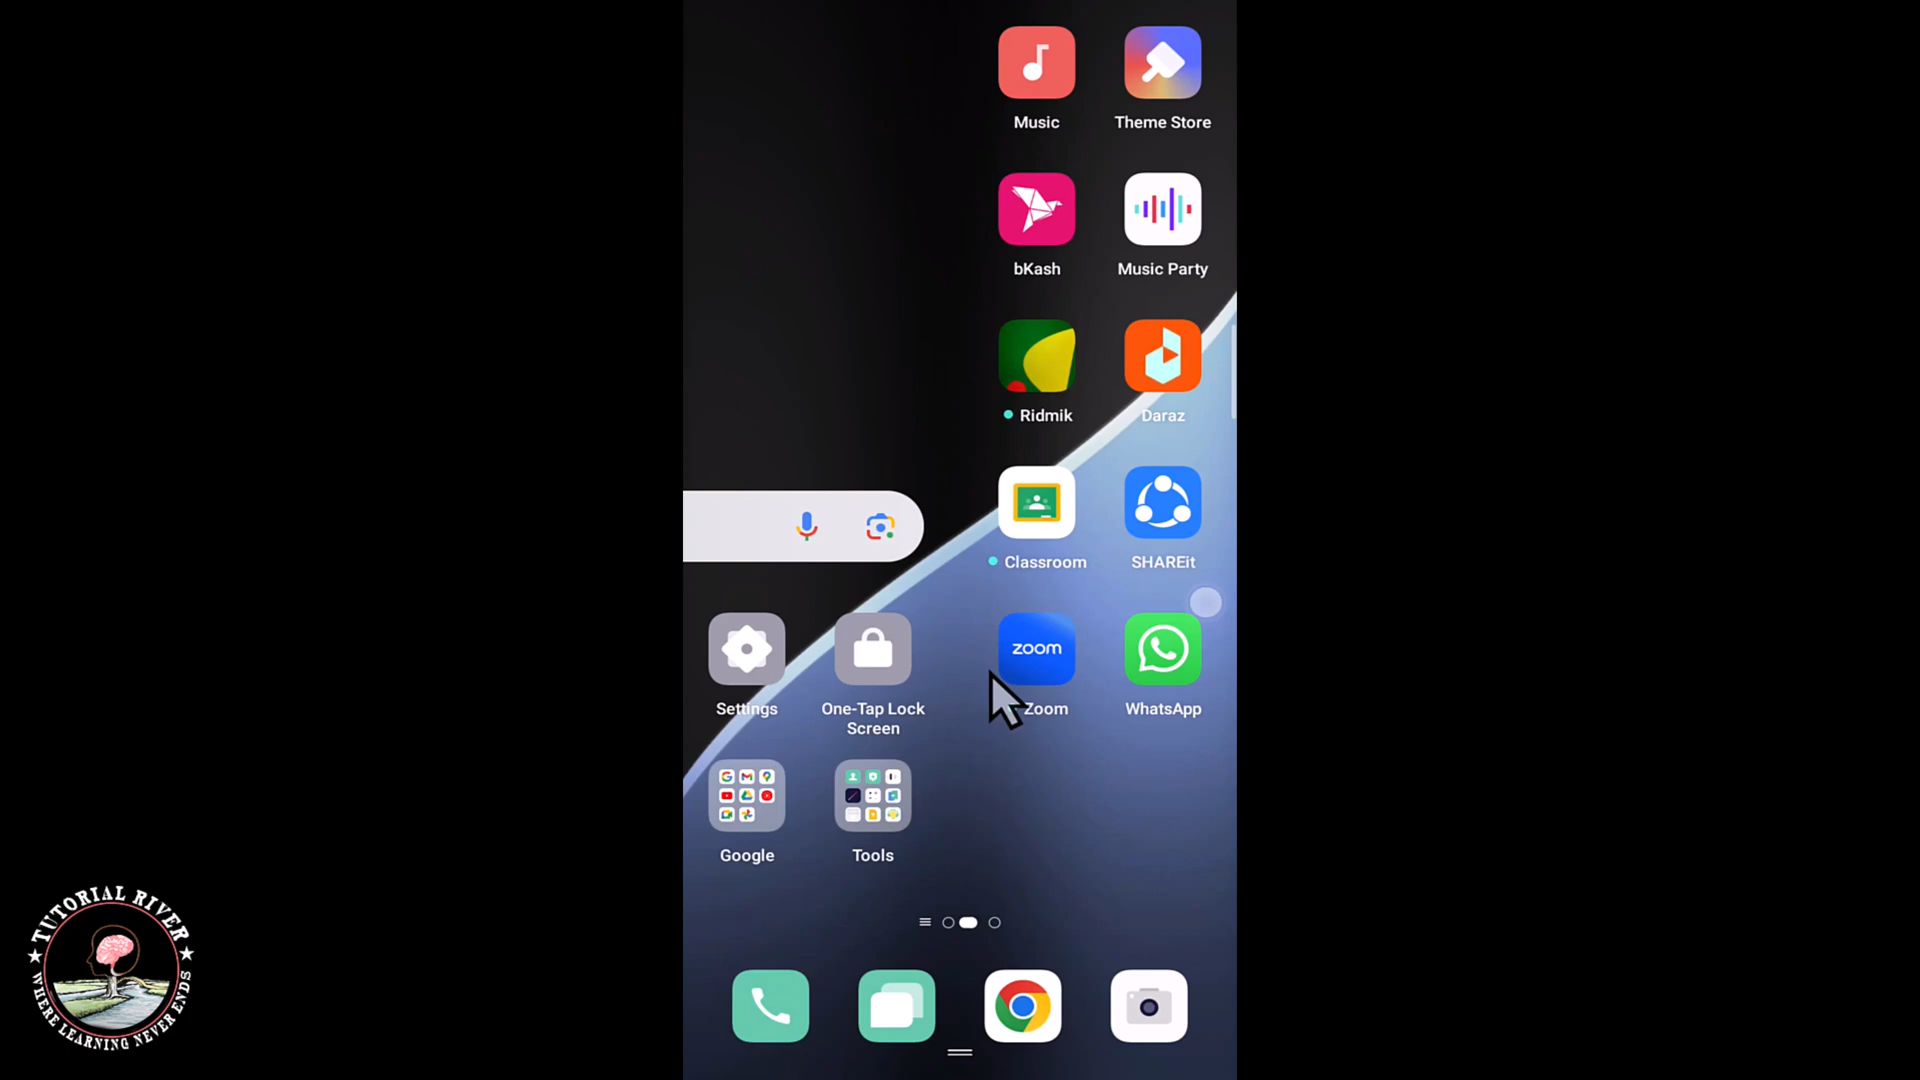 Music
Theme Store
bKash
Music Party
Ridmik
Daraz
Classroom
SHAREit
zoom
Settings
One-Tap Lock
Screen
Zoom
WhatsApp
Google
Tools
TUTORIAL RIVER
WHERE LEARNING NEVER ENDS